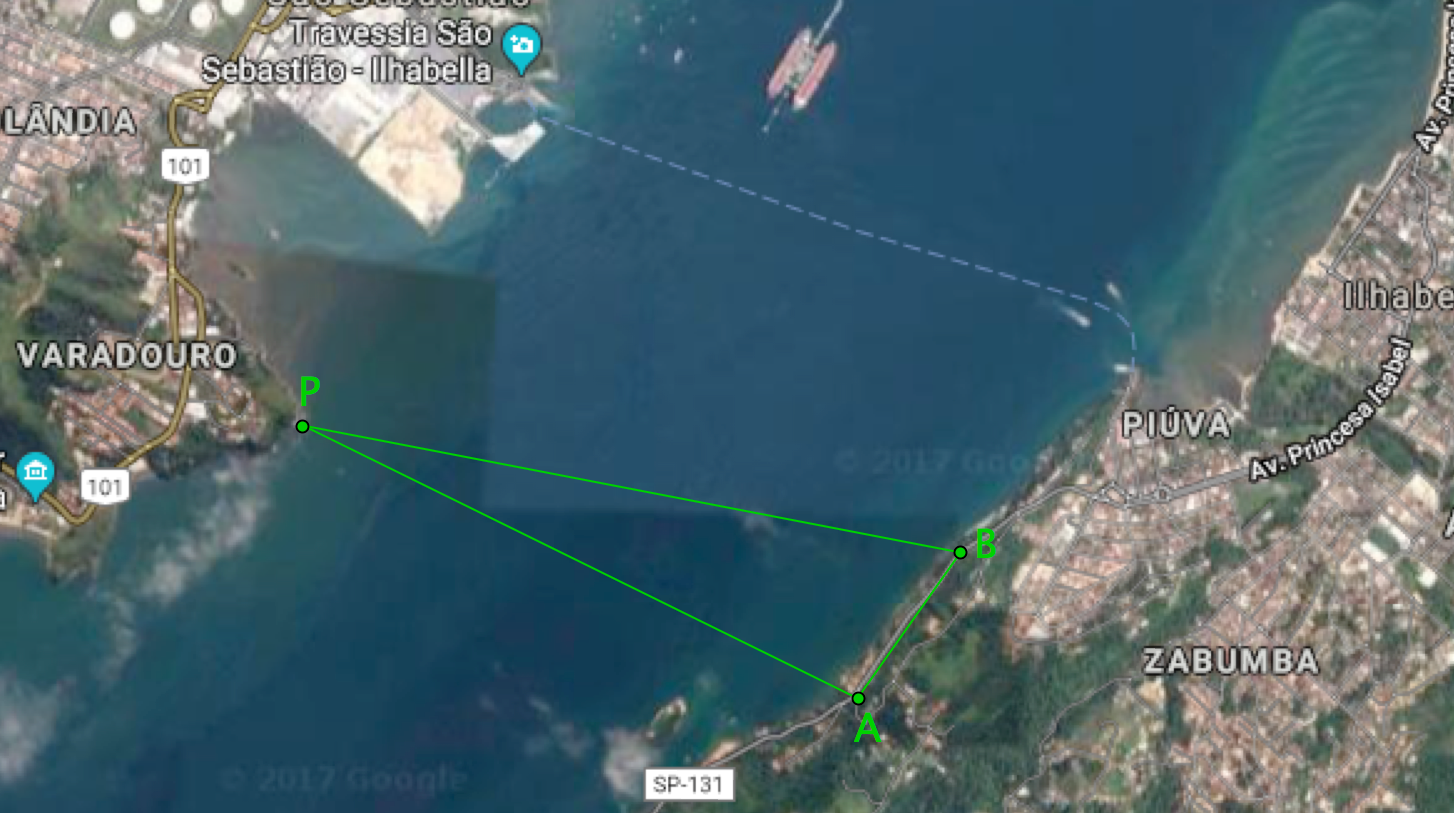 Travessia São
Sebastião - Ilhabella
LÂNDIA
101
Av. Princesa
Ilhabe
VARADOURO
P
PIÚVA
Av. Princesa Isabel
© 2017 Google
101
B
ZABUMBA
A
© 2017 Google
SP-131